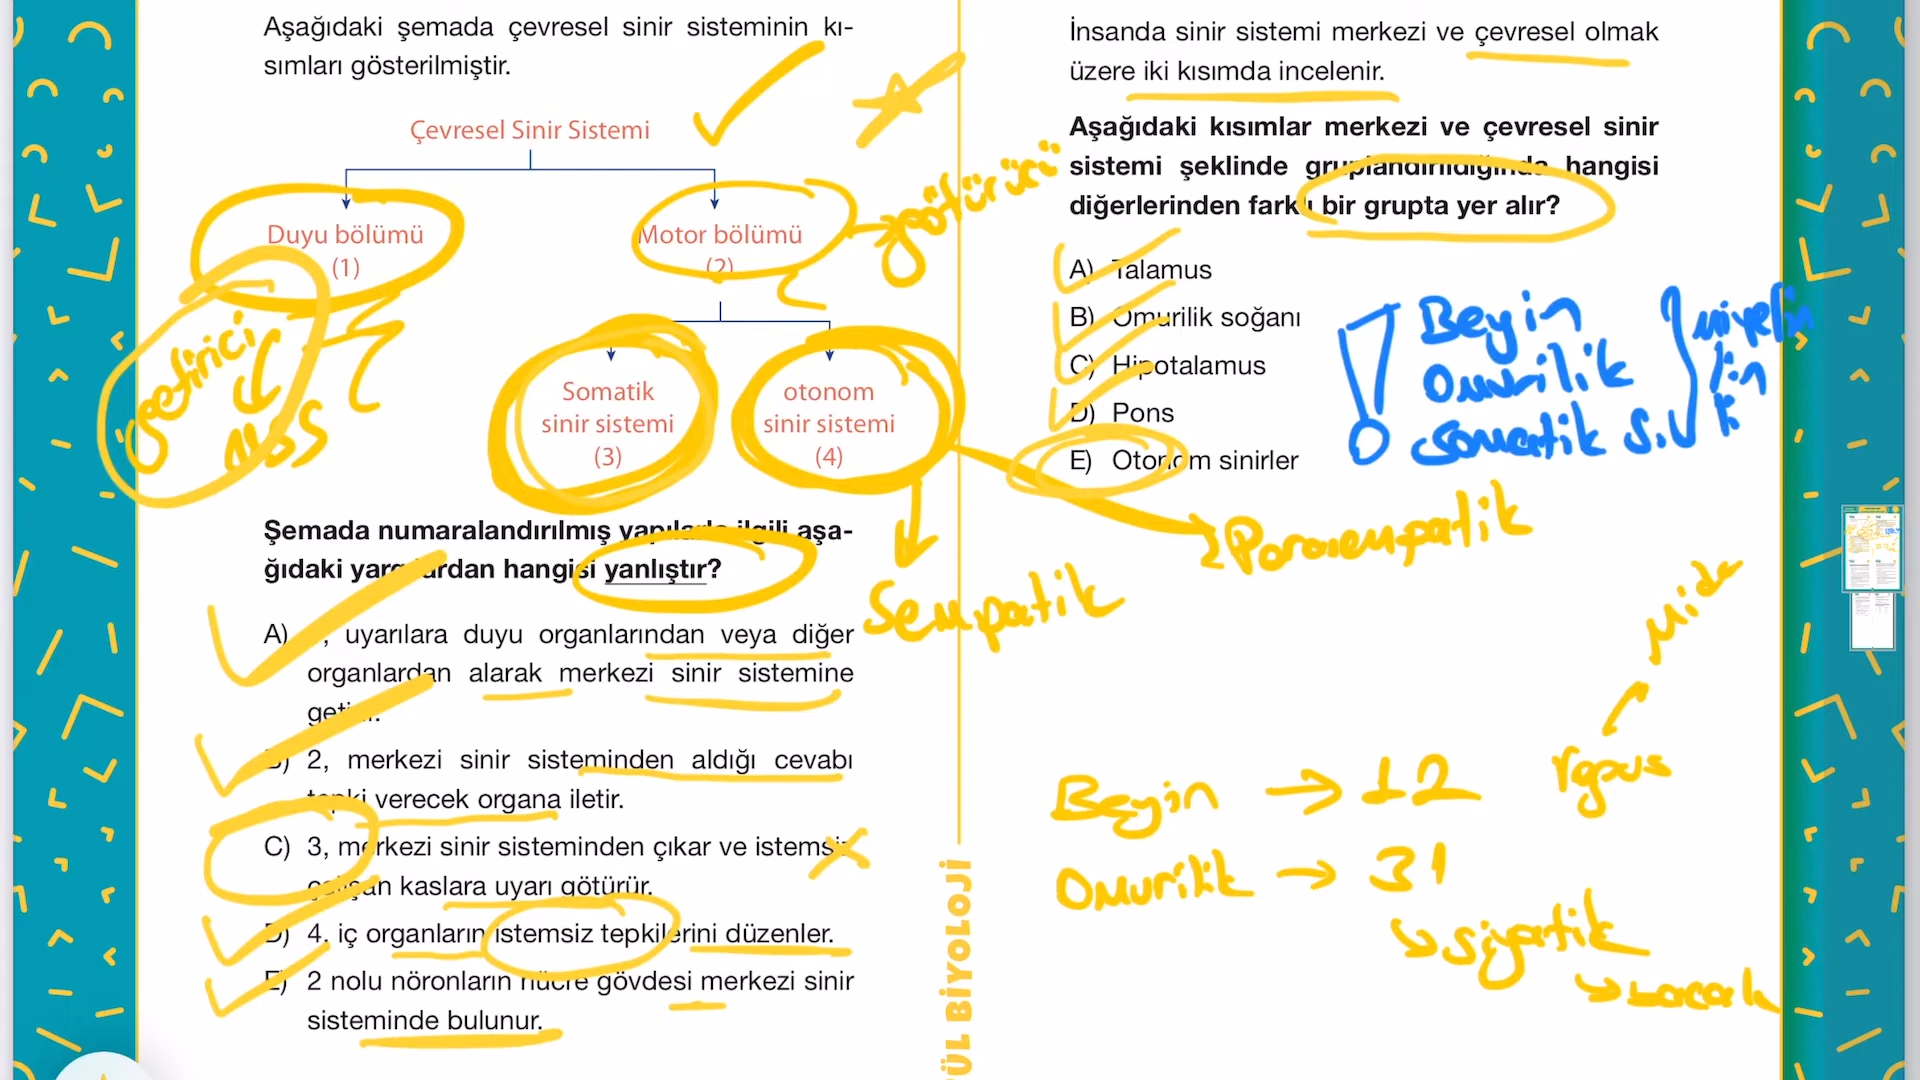 Aşağıdaki şemada çevresel sinir sisteminin kı-
sımları gösterilmiştir.
Çevresel Sinir Sistemi
Duyu bölümü
(1)
Motor bölümü
(2)
götürücü
getirici
MSS
Somatik
sinir sistemi
(3)
otonom
sinir sistemi
(4)
Sempatik
Parasempatik
Şemada numaralandırılmış yapılarla ilgili aşa-
ğıdaki yargılardan hangisi yanlıştır?
A) , uyarılara duyu organlarından veya diğer
organlardan alarak merkezi sinir sistemine
getirir.
B) 2, merkezi sinir sisteminden aldığı cevabı
tepki verecek organa iletir.
C) 3, merkezi sinir sisteminden çıkar ve istemsiz
çalışan kaslara uyarı götürür.
D) 4. iç organların istemsiz tepkilerini düzenler.
E) 2 nolu nöronların hücre gövdesi merkezi sinir
sisteminde bulunur.
İnsanda sinir sistemi merkezi ve çevresel olmak
üzere iki kısımda incelenir.
Aşağıdaki kısımlar merkezi ve çevresel sinir
sistemi şeklinde gruplandırıldığında hangisi
diğerlerinden farklı bir grupta yer alır?
A) Talamus
B) Omurilik soğanı
C) Hipotalamus
D) Pons
E) Otonom sinirler
Beyin
Omurilik
Somatik S.
miyelin
Mide
Vagus
Beyin → 12
Omurilik → 31
Siyatik
bacak
ÜL BİYOLOJİ